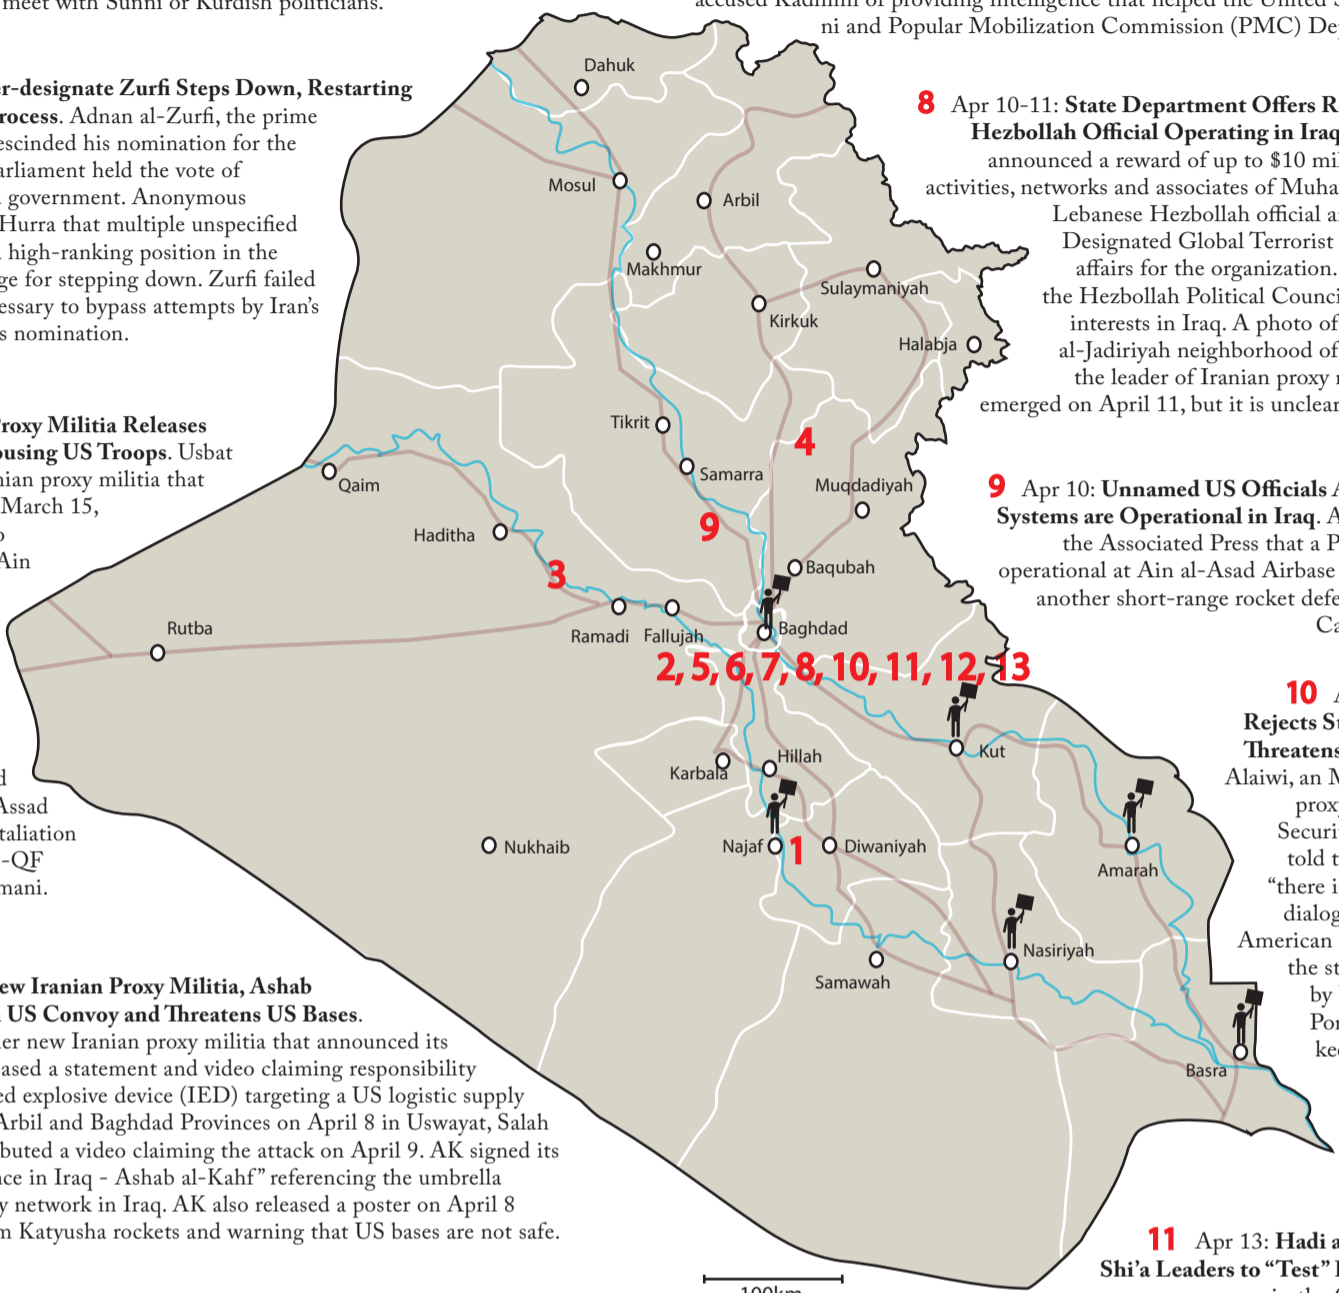 meet with Sunni or Kurdish politicians.
er-designate Zurfi Steps Down, Restarting
rocess. Adnan al-Zurfi, the prime
escinded his nomination for the
arliament held the vote of
government. Anonymous
Hurra that multiple unspecified
high-ranking position in the
ge for stepping down. Zurfi failed
essary to bypass attempts by Iran's
s nomination.
Proxy Militia Releases
ousing US Troops. Usbat
nian proxy militia that
March 15,
Ain
d
Assad
taliation
-QF
mani.
ew Iranian Proxy Militia, Ashab
US Convoy and Threatens US Bases.
er new Iranian proxy militia that announced its
eased a statement and video claiming responsibility
ed explosive device (IED) targeting a US logistic supply
Arbil and Baghdad Provinces on April 8 in Uswayat, Salah
buted a video claiming the attack on April 9. AK signed its
nce in Iraq - Ashab al-Kahf" referencing the umbrella
y network in Iraq. AK also released a poster on April 8
m Katyusha rockets and warning that US bases are not safe.
Dahuk
Mosul
Arbil
Makhmur
Sulaymaniyah
Kirkuk
Halabja
Tikrit
4
Samarra
Qaim
Muqdadiyah
9
Haditha
3
Baqubah
Rutba
Ramadi
Fallujah
Baghdad
2, 5, 6, 7, 8, 10, 11, 12, 13
Kut
Karbala
Hillah
Nukhaib
Najaf
1
Diwaniyah
Amarah
Nasiriyah
Samawah
Basra
100km
accused Kadhimi of providing intelligence that helped the United S
ni and Popular Mobilization Commission (PMC) Dep
8 Apr 10-11: State Department Offers R
Hezbollah Official Operating in Iraq
announced a reward of up to $10 mil
activities, networks and associates of Muha
Lebanese Hezbollah official a
Designated Global Terrorist
affairs for the organization.
the Hezbollah Political Counci
interests in Iraq. A photo of
al-Jadiriyah neighborhood of
the leader of Iranian proxy
emerged on April 11, but it is unclear
9 Apr 10: Unnamed US Officials A
Systems are Operational in Iraq. A
the Associated Press that a P
operational at Ain al-Asad Airbase
another short-range rocket defe
Ca
10 A
Rejects St
Threatens
Alaiwi, an M
proxy
Securi
told t
"there i
dialog
American
the st
by
Por
kee
11 Apr 13: Hadi a
Shi'a Leaders to "Test"